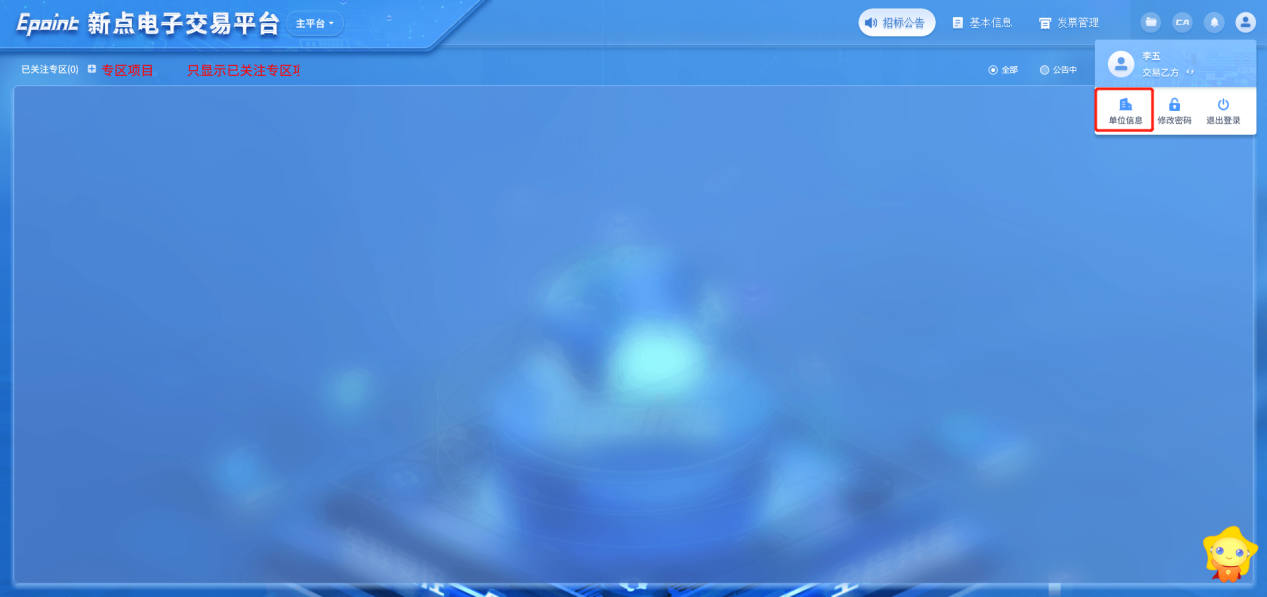 Epoint 新点电子交易平台 主平台 招标公告 基本信息 发票管理 CA
已关注专区(0) 专区项目 只显示已关注专区 全部 公告中
李五
交易乙方
单位信息 修改密码 退出登录